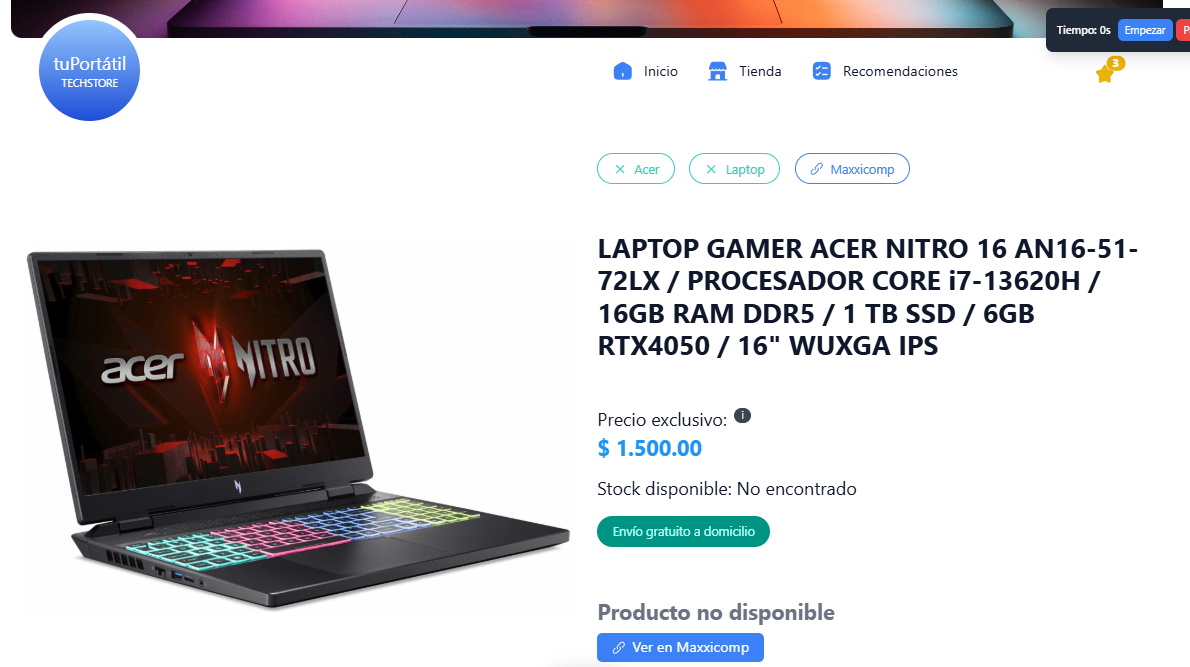 Tiempo: 0s Empezar
tuPortátil
TECHSTORE
Inicio Tienda Recomendaciones
3
Acer Laptop Maxxicomp
LAPTOP GAMER ACER NITRO 16 AN16-51-
72LX / PROCESADOR CORE i7-13620H /
16GB RAM DDR5 / 1 TB SSD / 6GB
RTX4050 / 16" WUXGA IPS
acer NITRO
Precio exclusivo: i
$ 1.500.00
Stock disponible: No encontrado
Envío gratuito a domicilio
Producto no disponible
Ver en Maxxicomp